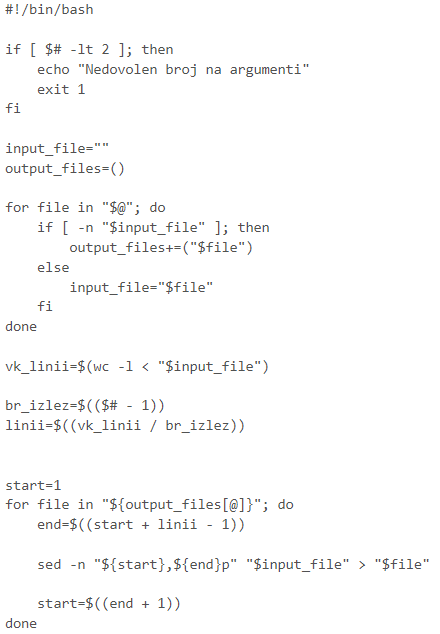 #!/bin/bash

if [ $# -lt 2 ]; then
    echo "Nedovolen broj na argumenti"
    exit 1
fi

input_file=""
output_files=()

for file in "$@"; do
    if [ -n "$input_file" ]; then
        output_files+=("$file")
    else
        input_file="$file"
    fi
done

vk_linii=$(wc -l < "$input_file")

br_izlez=$(($# - 1))
linii=$((vk_linii / br_izlez))


start=1
for file in "${output_files[@]}"; do
    end=$((start + linii - 1))

    sed -n "${start},${end}p" "$input_file" > "$file"

    start=$((end + 1))
done